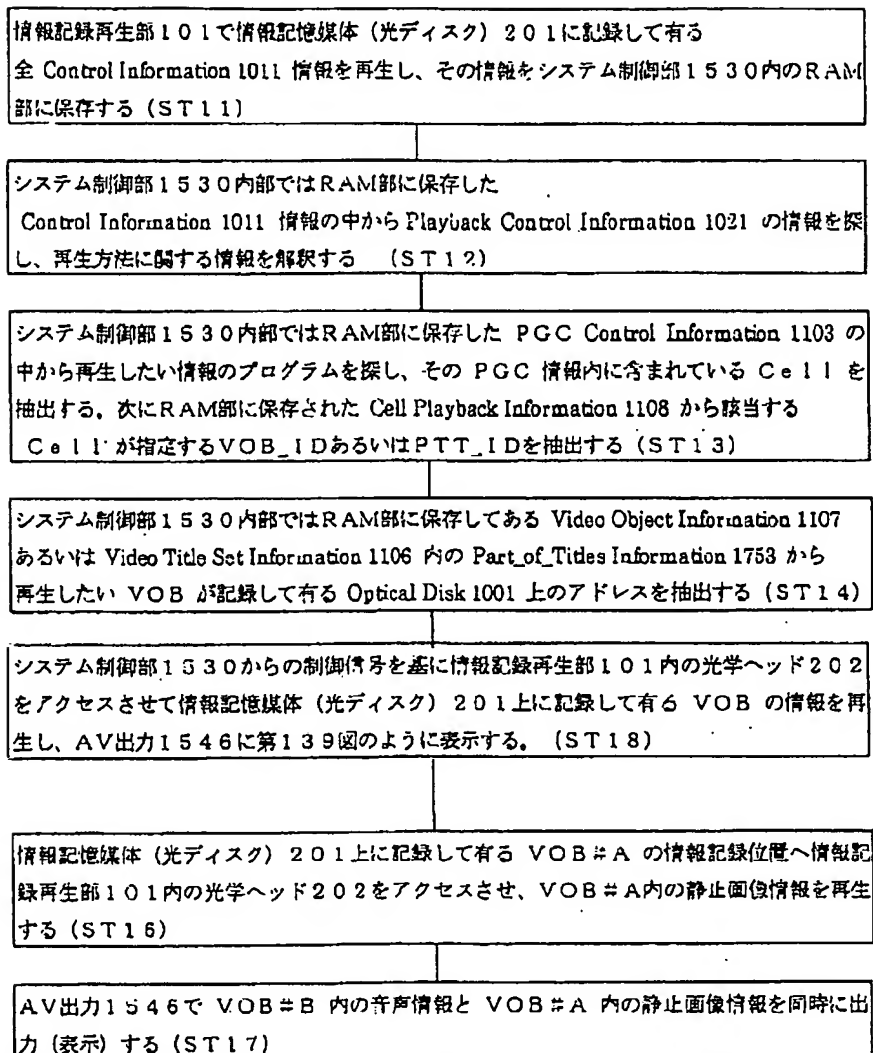 情報記録再生部101で情報記憶媒体（光ディスク）201に記録して有る
全 Control Information 1011 情報を再生し、その情報をシステム制御部1530内のRAM
部に保存する（ST11）
システム制御部1530内部ではRAM部に保存した
Control Information 1011 情報の中から Playback Control Information 1021 の情報を探
し、再生方法に関する情報を解釈する （ST12）
システム制御部1530内部ではRAM部に保存した PGC Control Information 1103 の
中から再生したい情報のプログラムを探し、その PGC 情報内に含まれている Cell を
抽出する。次にRAM部に保存された Cell Playback Information 1108 から該当する
Cell が指定するVOB_IDあるいはPTT_IDを抽出する（ST13）
システム制御部1530内部ではRAM部に保存してある Video Object Information 1107
あるいは Video Title Set Information 1106 内の Part_of_Titles Information 1753 から
再生したい VOB が記録して有る Optical Disk 1001 上のアドレスを抽出する（ST14）
システム制御部1530からの制御信号を基に情報記録再生部101内の光学ヘッド202
をアクセスさせて情報記憶媒体（光ディスク）201上に記録して有る VOB の情報を再
生し、AV出力1546に第139図のように表示する。（ST18）
情報記憶媒体（光ディスク）201上に記録して有る VOB#A の情報記録位置へ情報記
録再生部101内の光学ヘッド202をアクセスさせ、VOB#A内の静止画像情報を再生
する（ST16）
AV出力1546で VOB#B 内の音声情報と VOB#A 内の静止画像情報を同時に出
力（表示）する（ST17）